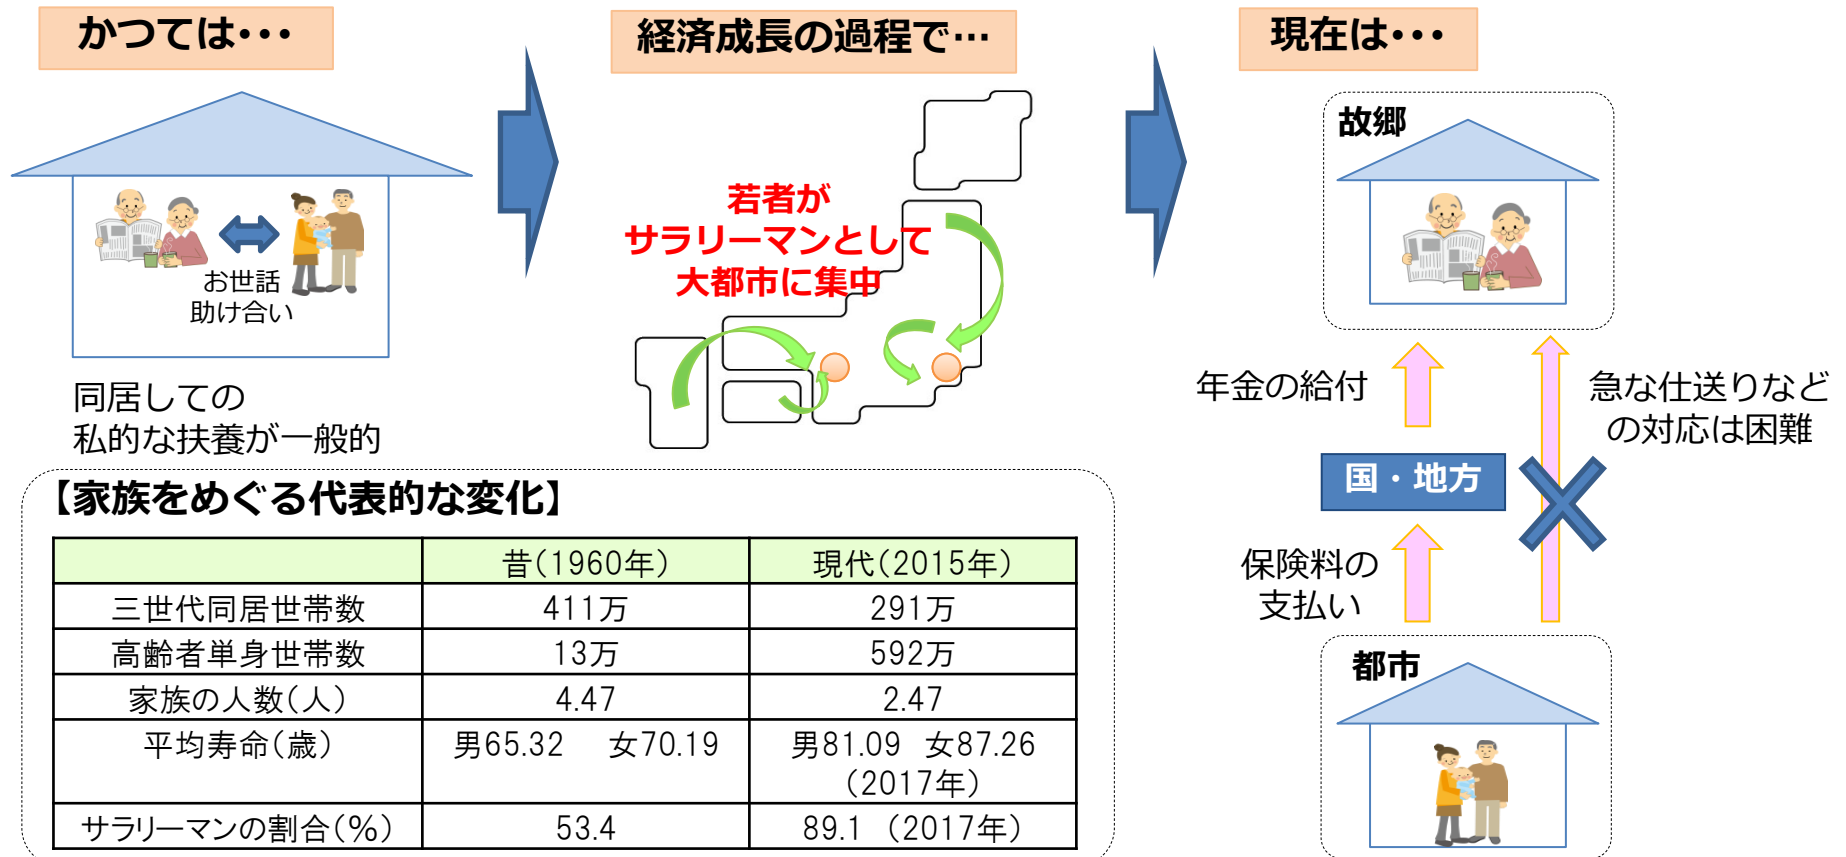 かつては・・・
経済成長の過程で…
現在は・・・
お世話
助け合い
同居しての
私的な扶養が一般的
若者が
サラリーマンとして
大都市に集中
故郷
年金の給付
急な仕送りなど
の対応は困難
国・地方
保険料の
支払い
都市
【家族をめぐる代表的な変化】
昔(1960年) 現代(2015年)
三世代同居世帯数 411万 291万
高齢者単身世帯数 13万 592万
家族の人数(人) 4.47 2.47
平均寿命(歳) 男65.32 女70.19 男81.09 女87.26
(2017年)
サラリーマンの割合(%) 53.4 89.1 (2017年)